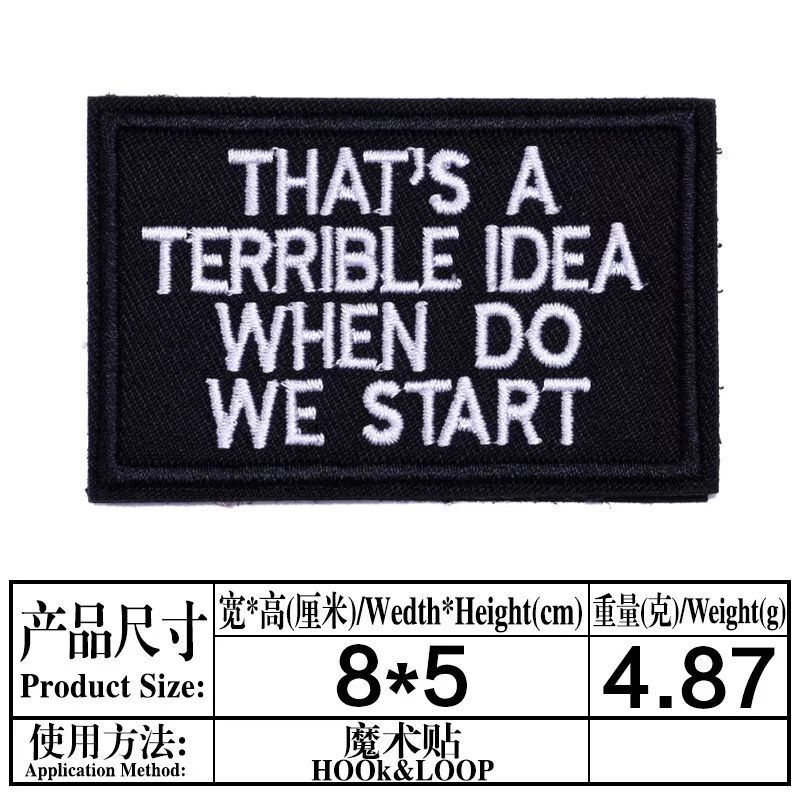 THAT'S A
TERRIBLE IDEA
WHEN DO
WE START
产品尺寸
Product Size:
宽*高(厘米)/Wedth*Height(cm)
重量(克)/Weight(g)
8*5
4.87
使用方法:
Application Method:
魔术贴
HOOk&LOOP